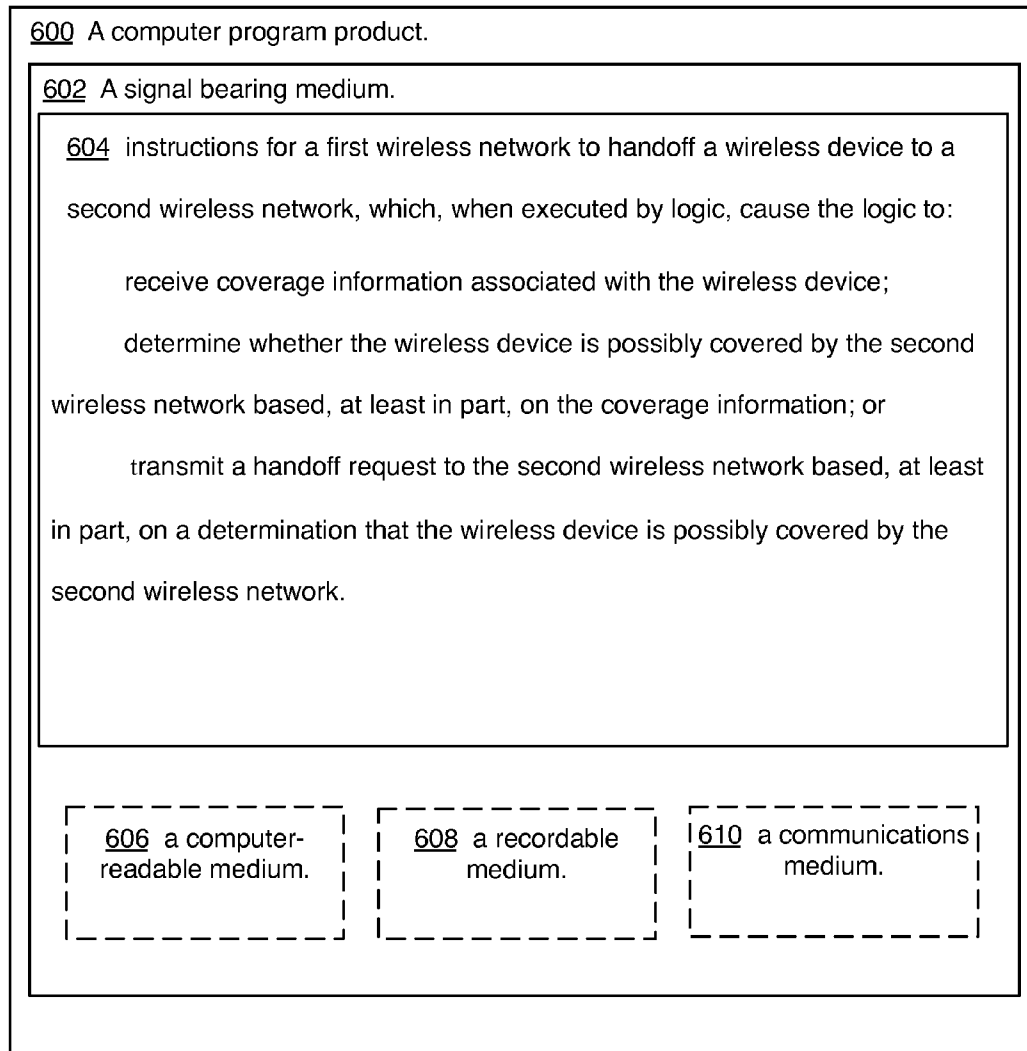 600 A computer program product.
602 A signal bearing medium.
604 instructions for a first wireless network to handoff a wireless device to a
second wireless network, which, when executed by logic, cause the logic to:
receive coverage information associated with the wireless device;
determine whether the wireless device is possibly covered by the second
wireless network based, at least in part, on the coverage information; or
transmit a handoff request to the second wireless network based, at least
in part, on a determination that the wireless device is possibly covered by the
second wireless network.
606 a computer-
readable medium.
608 a recordable
medium.
610 a communications
medium.